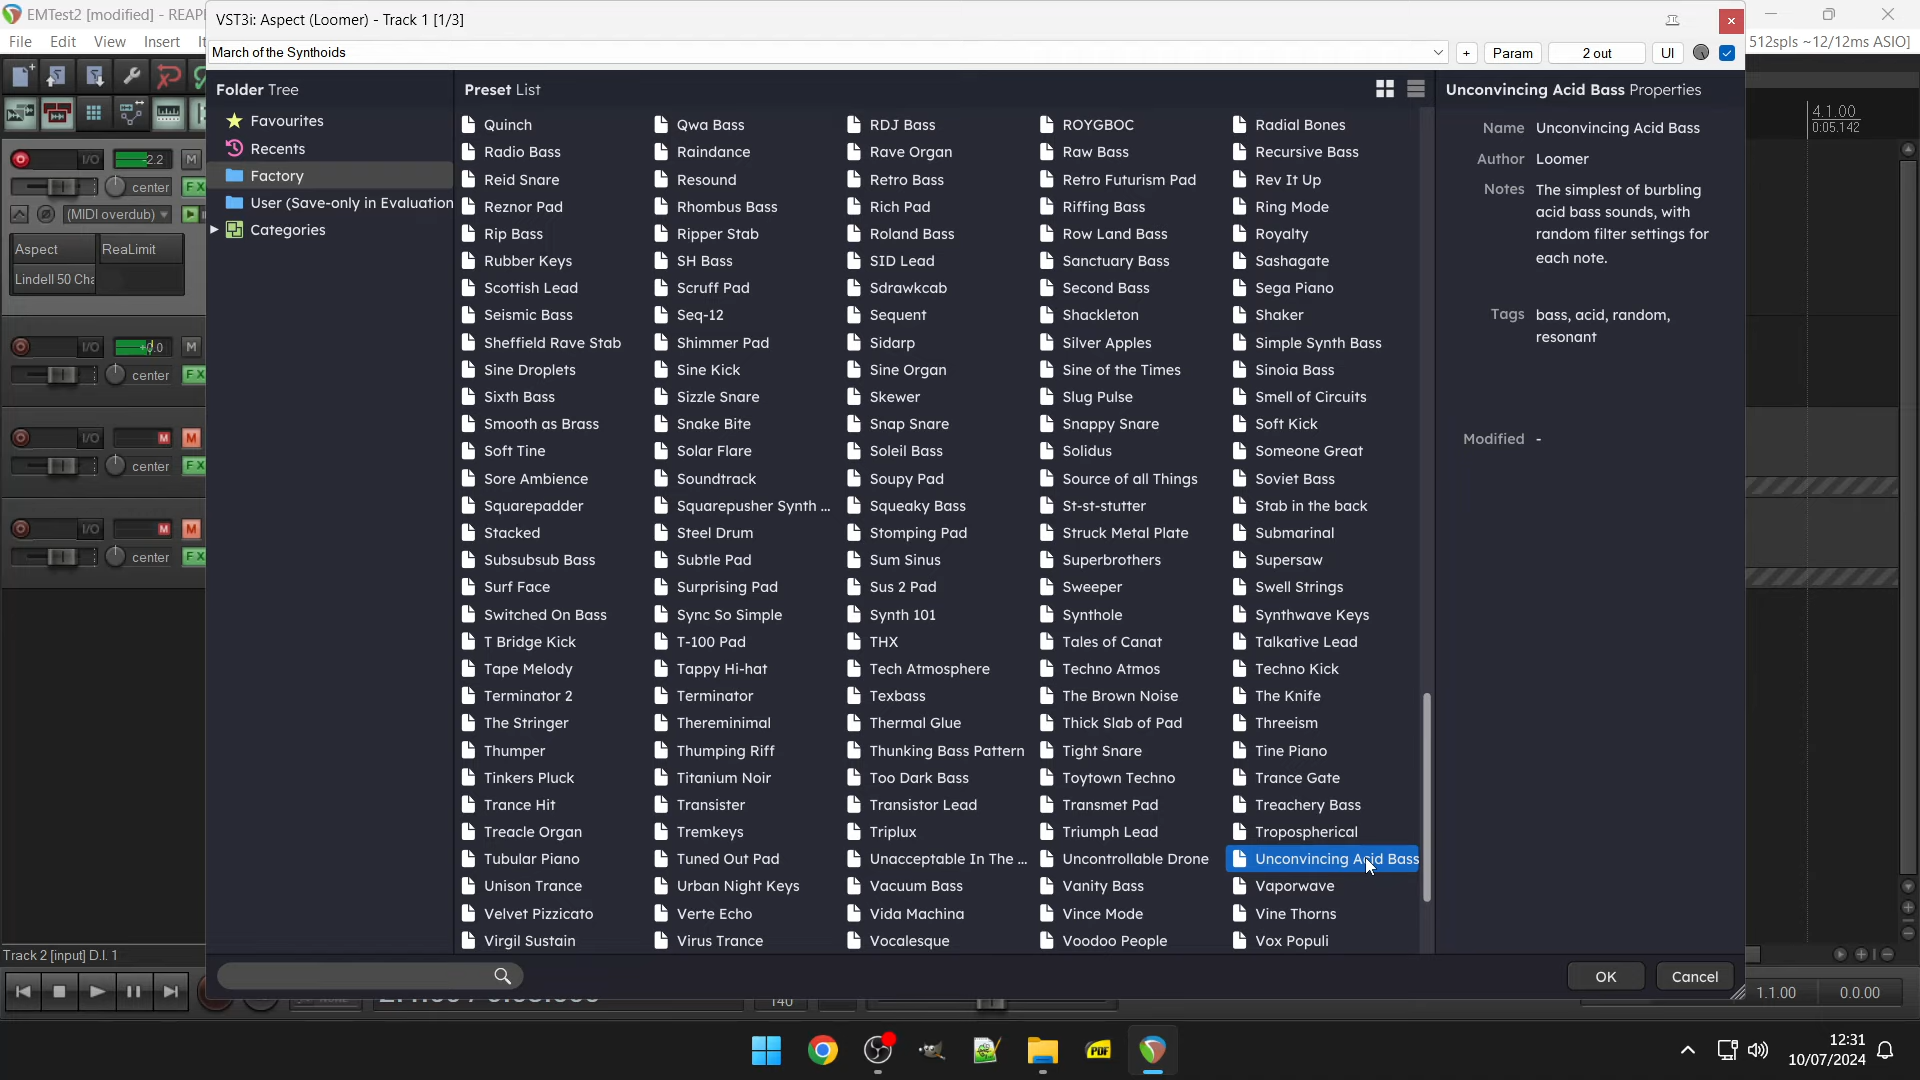 EMTest2 [modified] - REAP
VST3i: Aspect (Loomer) - Track 1 [1/3]
File Edit View Insert
512spls ~12/12ms ASIO]
March of the Synthoids
+ Param 2 out UI
Folder Tree
Favourites
Recents
Factory
User (Save-only in Evaluation
Categories
Preset List
Quinch Qwa Bass RDJ Bass ROYGBOC Radial Bones
Radio Bass Raindance Rave Organ Raw Bass Recursive Bass
Reid Snare Resound Retro Bass Retro Futurism Pad Rev It Up
Reznor Pad Rhombus Bass Rich Pad Riffing Bass Ring Mode
Rip Bass Ripper Stab Roland Bass Row Land Bass Royalty
Rubber Keys SH Bass SID Lead Sanctuary Bass Sashagate
Scottish Lead Scruff Pad Sdrawkcab Second Bass Sega Piano
Seismic Bass Seq-12 Sequent Shackleton Shaker
Sheffield Rave Stab Shimmer Pad Sidarp Silver Apples Simple Synth Bass
Sine Droplets Sine Kick Sine Organ Sine of the Times Sinoia Bass
Sixth Bass Sizzle Snare Skewer Slug Pulse Smell of Circuits
Smooth as Brass Snake Bite Snap Snare Snappy Snare Soft Kick
Soft Tine Solar Flare Soleil Bass Solidus Someone Great
Sore Ambience Soundtrack Soupy Pad Source of all Things Soviet Bass
Squarepadder Squarepusher Synth ... Squeaky Bass St-st-stutter Stab in the back
Stacked Steel Drum Stomping Pad Struck Metal Plate Submarinal
Subsubsub Bass Subtle Pad Sum Sinus Superbrothers Supersaw
Surf Face Surprising Pad Sus 2 Pad Sweeper Swell Strings
Switched On Bass Sync So Simple Synth 101 Synthole Synthwave Keys
T Bridge Kick T-100 Pad THX Tales of Canat Talkative Lead
Tape Melody Tappy Hi-hat Tech Atmosphere Techno Atmos Techno Kick
Terminator 2 Terminator Texbass The Brown Noise The Knife
The Stringer Thereminimal Thermal Glue Thick Slab of Pad Threeism
Thumper Thumping Riff Thunking Bass Pattern Tight Snare Tine Piano
Tinkers Pluck Titanium Noir Too Dark Bass Toytown Techno Trance Gate
Trance Hit Transister Transistor Lead Transmet Pad Treachery Bass
Treacle Organ Tremkeys Triplux Triumph Lead Tropospherical
Tubular Piano Tuned Out Pad Unacceptable In The ... Uncontrollable Drone Unconvincing Acid Bass
Unison Trance Urban Night Keys Vacuum Bass Vanity Bass Vaporwave
Velvet Pizzicato Verte Echo Vida Machina Vince Mode Vine Thorns
Virgil Sustain Virus Trance Vocalesque Voodoo People Vox Populi
Unconvincing Acid Bass Properties
Name Unconvincing Acid Bass
Author Loomer
Notes The simplest of burbling
acid bass sounds, with
random filter settings for
each note.
Tags bass, acid, random,
resonant
Modified -
OK Cancel
4.1.00
0:05.142
I/O -2.2 M
center FX
(MIDI overdub)
Aspect ReaLimit
Lindell 50 Cha
I/O +0.0 M
center FX
I/O M M
center FX
I/O M M
center FX
Track 2 [input] D.I. 1
140
1.1.00 0.0.00
PDF
12:31
10/07/2024